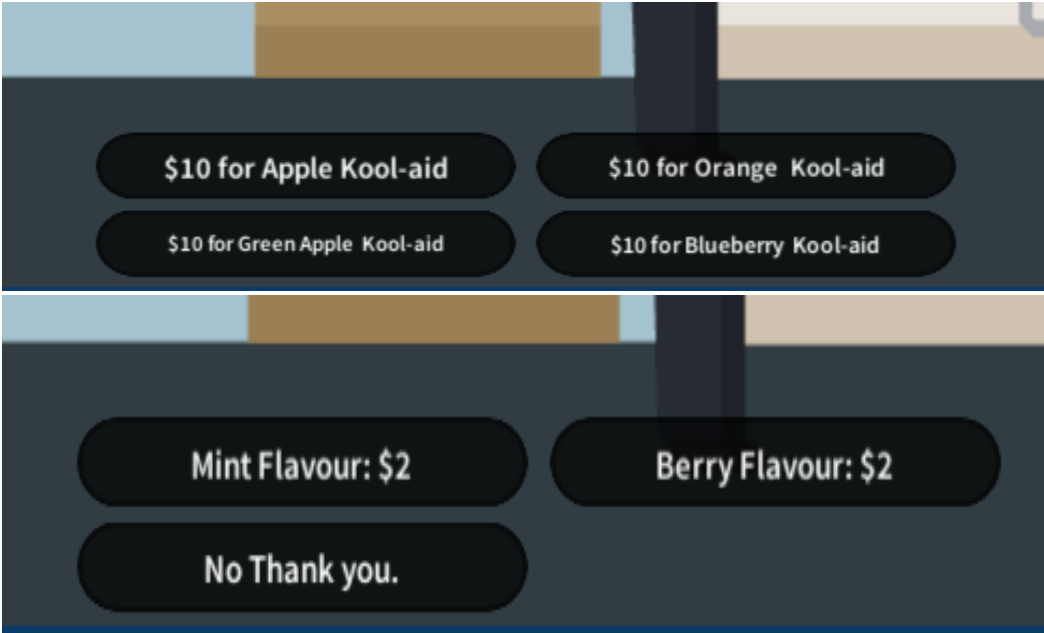 $10 for Apple Kool-aid
$10 for Orange  Kool-aid
$10 for Green Apple  Kool-aid
$10 for Blueberry  Kool-aid
Mint Flavour: $2
Berry Flavour: $2
No Thank you.